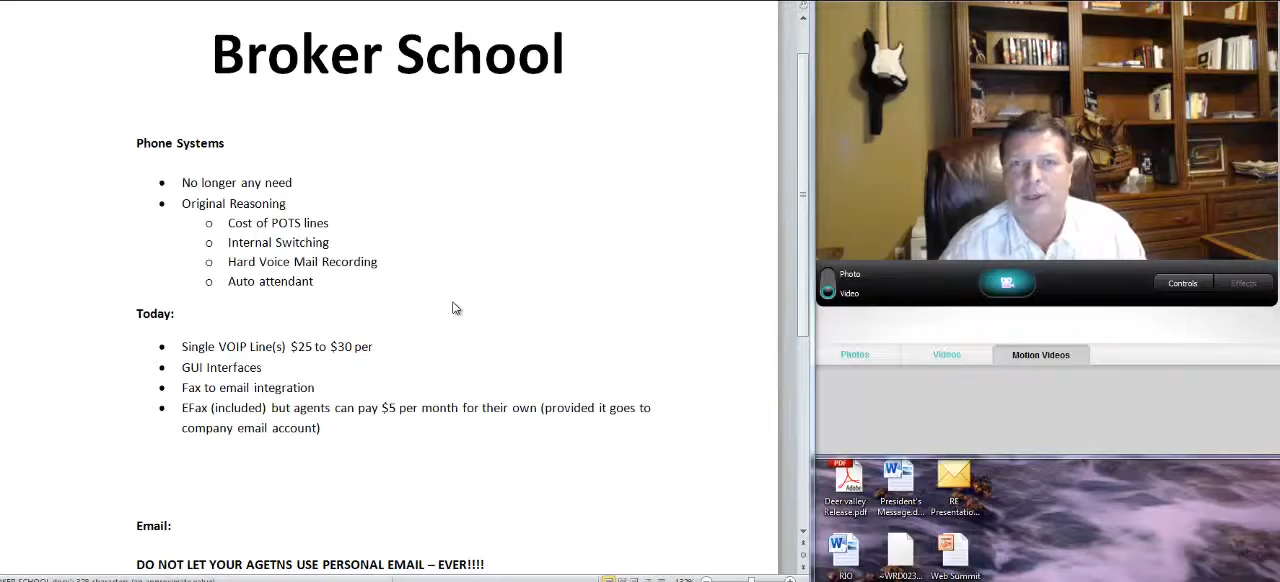 Broker School
Phone Systems
No longer any need
Original Reasoning
Cost of POTS lines
Internal Switching
Hard Voice Mail Recording
Auto attendant
Today:
Single VOIP Line(s) $25 to $30 per
GUI Interfaces
Fax to email integration
EFax (included) but agents can pay $5 per month for their own (provided it goes to
company email account)
Email:
DO NOT LET YOUR AGETNS USE PERSONAL EMAIL – EVER!!!!
Photo
Video
Controls
Effects
Photos
Videos
Motion Videos
PDF
Adobe
Deer valley
Release.pdf
President's
Message.d...
RE
Presentatio...
RIO
~WRD023...
Web Summit